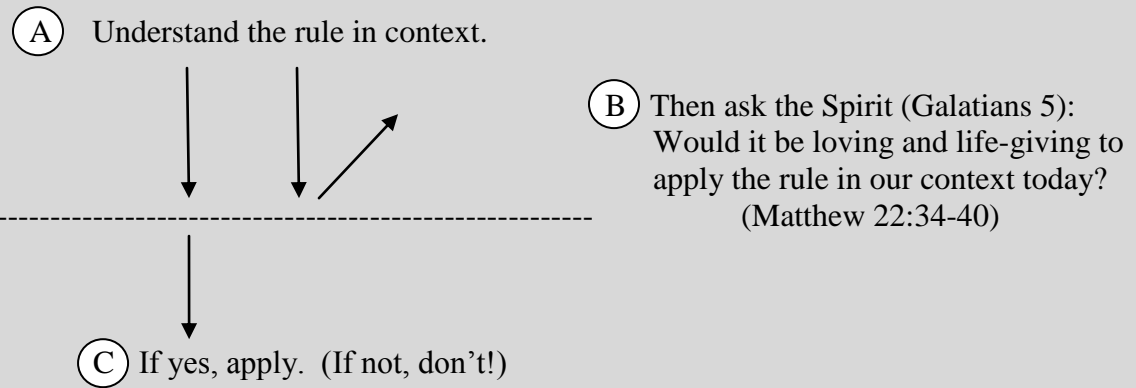 A Understand the rule in context.
B Then ask the Spirit (Galatians 5):
Would it be loving and life-giving to
apply the rule in our context today?
(Matthew 22:34-40)
C If yes, apply. (If not, don’t!)